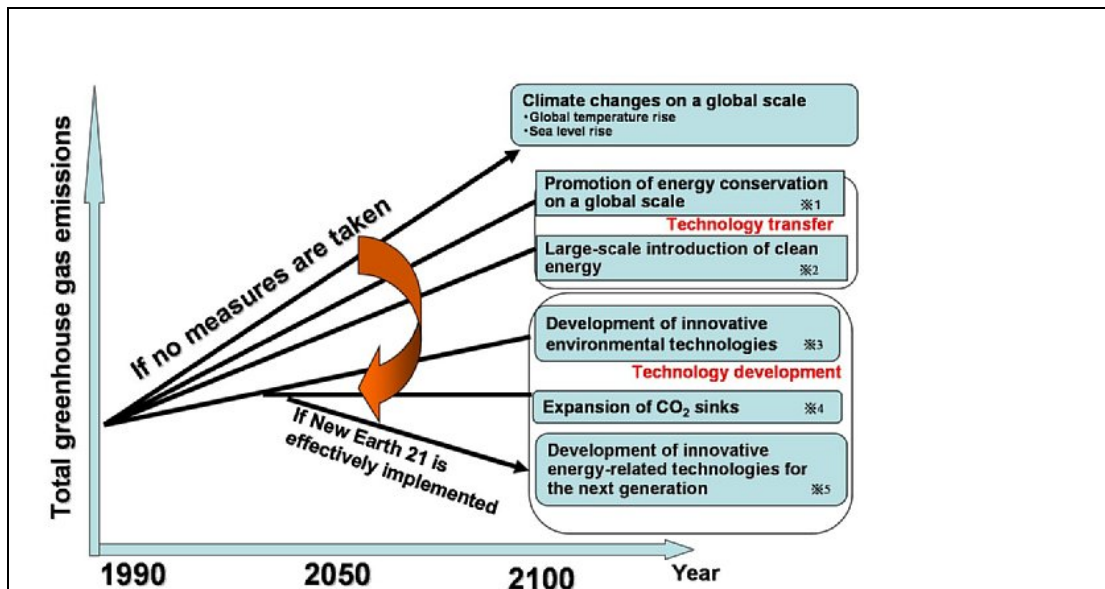 Total greenhouse gas emissions
Climate changes on a global scale
・Global temperature rise
・Sea level rise
If no measures are taken
Promotion of energy conservation
on a global scale ※1
Technology transfer
Large-scale introduction of clean
energy ※2
Development of innovative
environmental technologies ※3
Technology development
Expansion of CO₂ sinks ※4
If New Earth 21 is
effectively implemented
Development of innovative
energy-related technologies for
the next generation ※5
1990
2050
2100
Year